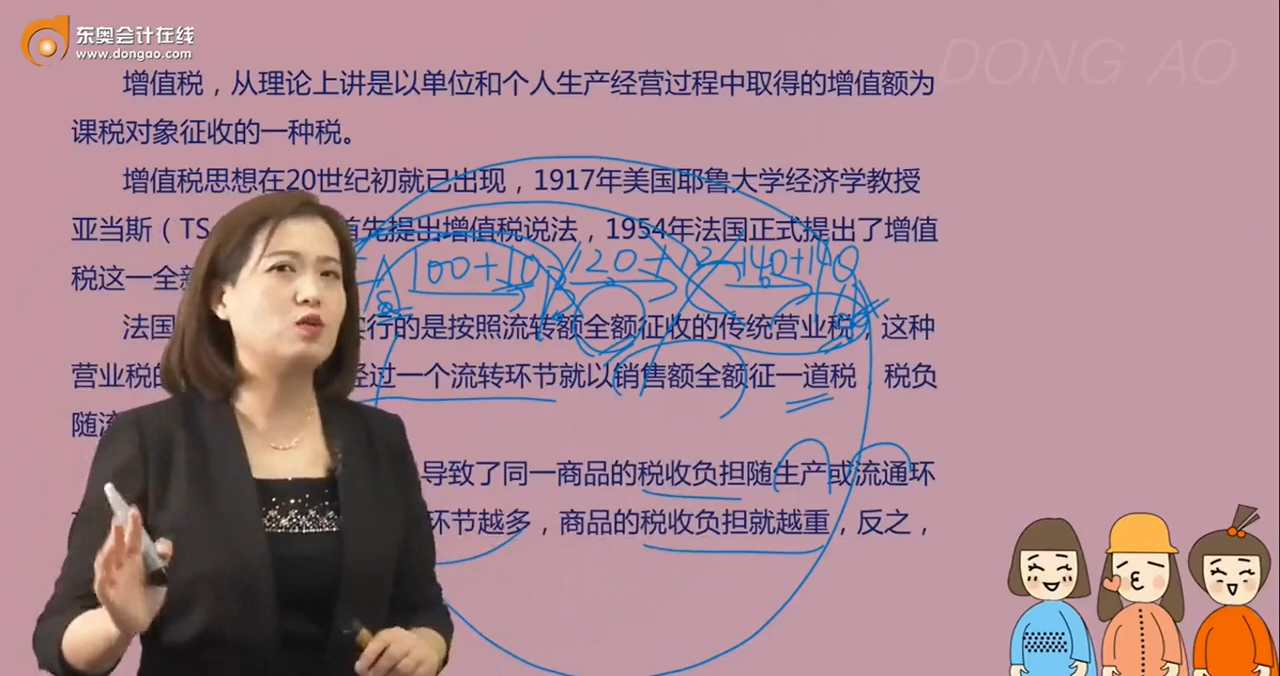 东奥会计在线
www.dongao.com
DONG AO
增值税，从理论上讲是以单位和个人生产经营过程中取得的增值额为
课税对象征收的一种税。
增值税思想在20世纪初就已出现，1917年美国耶鲁大学经济学教授
亚当斯（TS 首先提出增值税说法，1954年法国正式提出了增值
税这一全新
A 100+10 B 120+12 C 140+14
法国 实行的是按照流转额全额征收的传统营业税，这种
营业税的 经过一个流转环节就以销售额全额征一道税，税负
随流
导致了同一商品的税收负担随生产或流通环
环节越多，商品的税收负担就越重，反之，